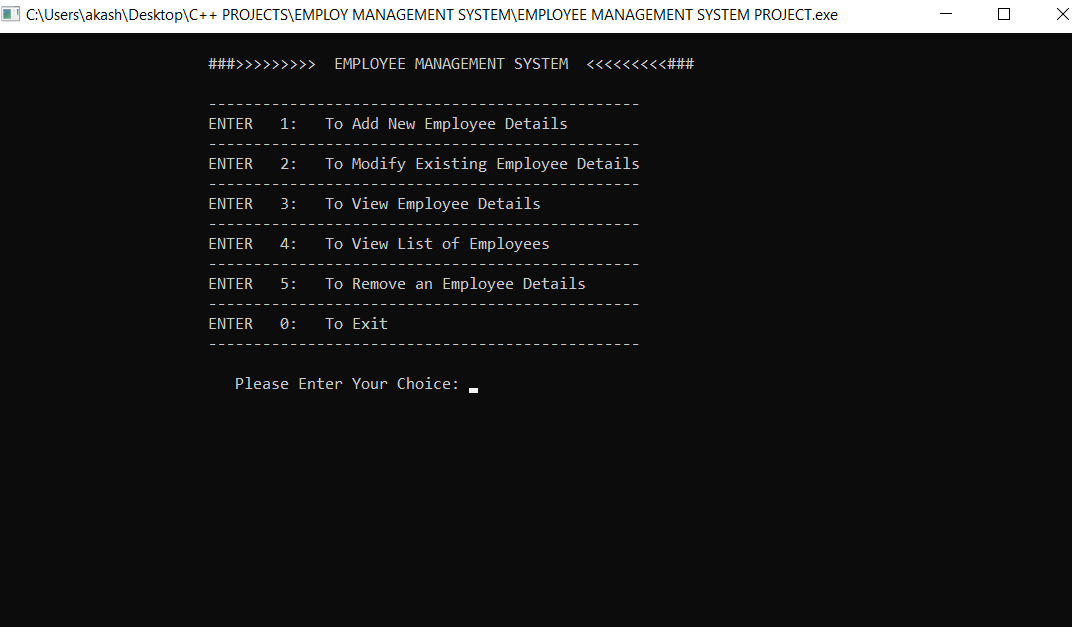 C:\Users\akash\Desktop\C++ PROJECTS\EMPLOY MANAGEMENT SYSTEM\EMPLOYEE MANAGEMENT SYSTEM PROJECT.exe
###>>>>>>>>>  EMPLOYEE MANAGEMENT SYSTEM  <<<<<<<<<###
------------------------------------------------
ENTER   1:   To Add New Employee Details
------------------------------------------------
ENTER   2:   To Modify Existing Employee Details
------------------------------------------------
ENTER   3:   To View Employee Details
------------------------------------------------
ENTER   4:   To View List of Employees
------------------------------------------------
ENTER   5:   To Remove an Employee Details
------------------------------------------------
ENTER   0:   To Exit
------------------------------------------------
Please Enter Your Choice: